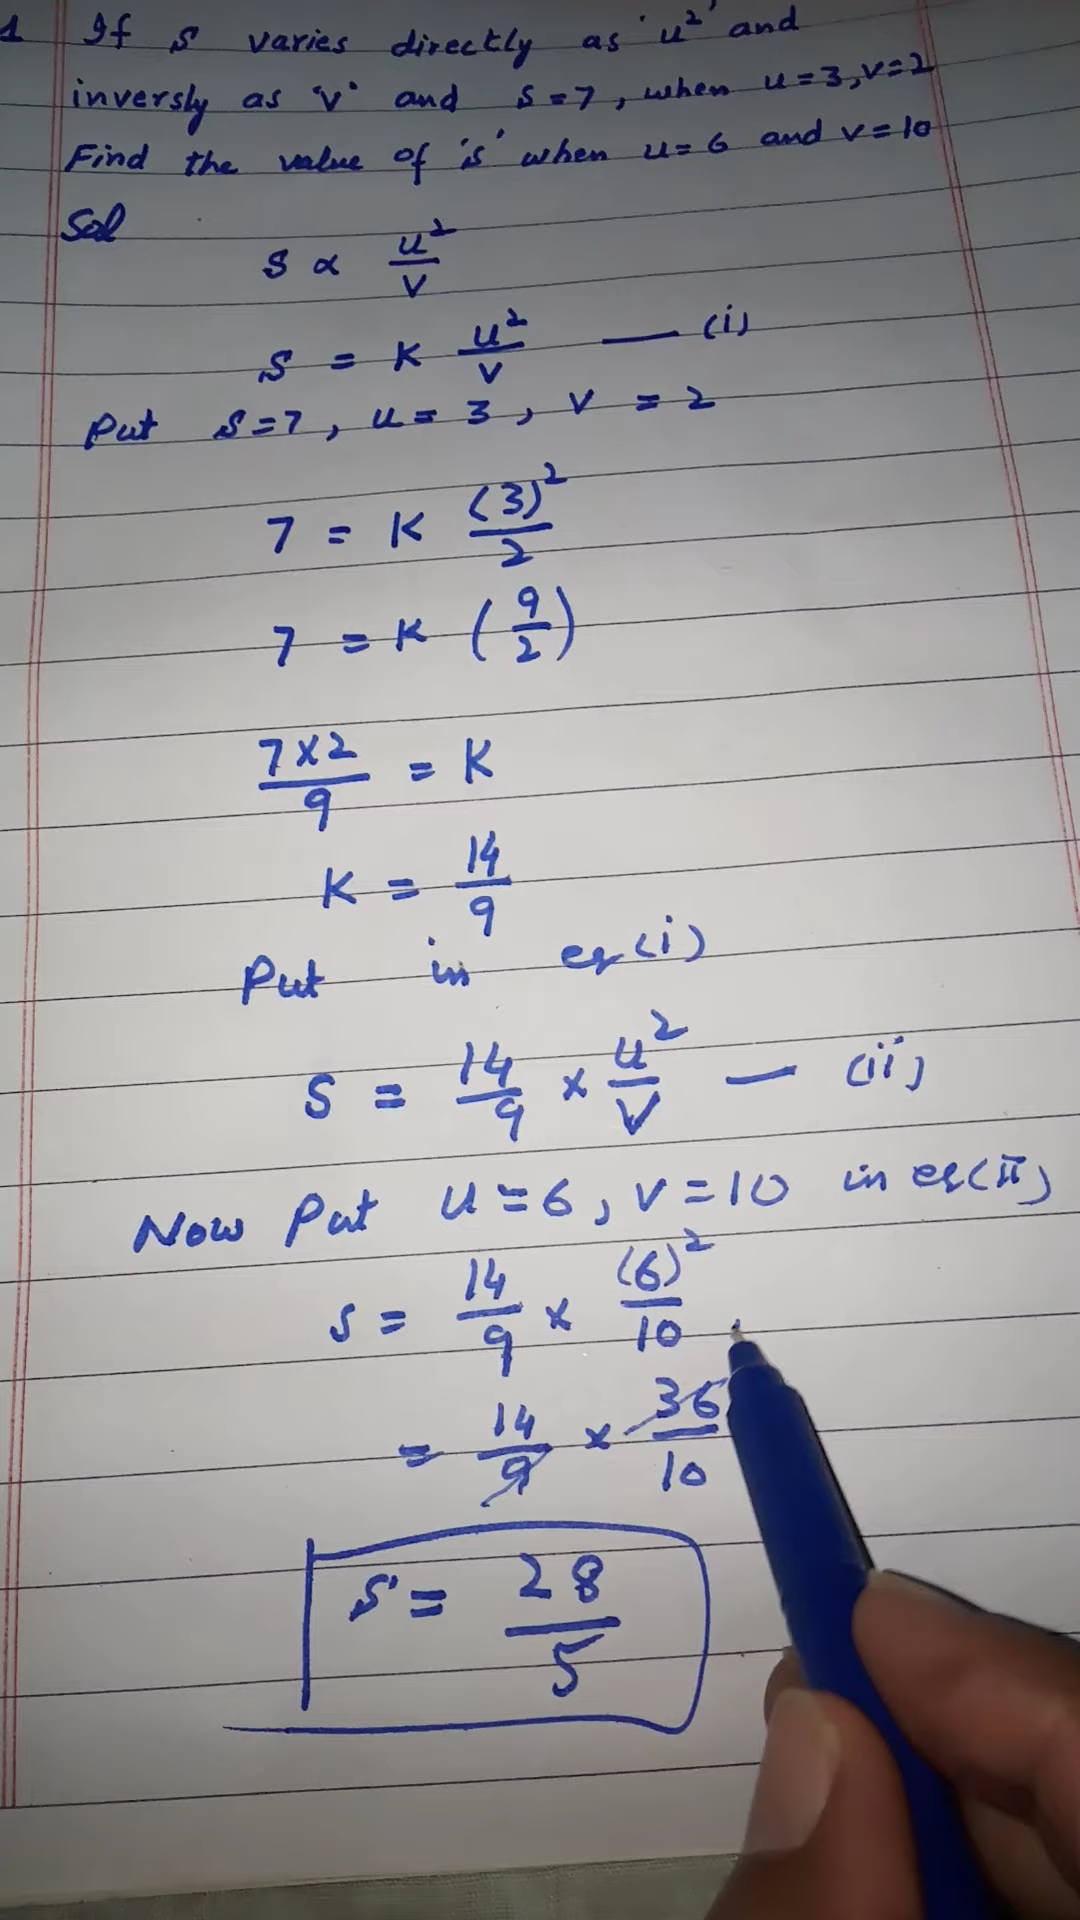 1 If s varies directly as 'u²' and
inversly as 'v' and s=7, when u=3, v=2
Find the value of 's' when u=6 and v=10
Sol
s ∝ u²/v
s = K u²/v — (i)
Put s=7, u=3, v=2
7 = K (3)²/2
7 = K (9/2)
7×2/9 = K
K = 14/9
Put in eq(i)
S = 14/9 × u²/v — (ii)
Now Put u=6, v=10 in eq(ii)
s = 14/9 × (6)²/10
= 14/9 × 36/10
s = 28/5